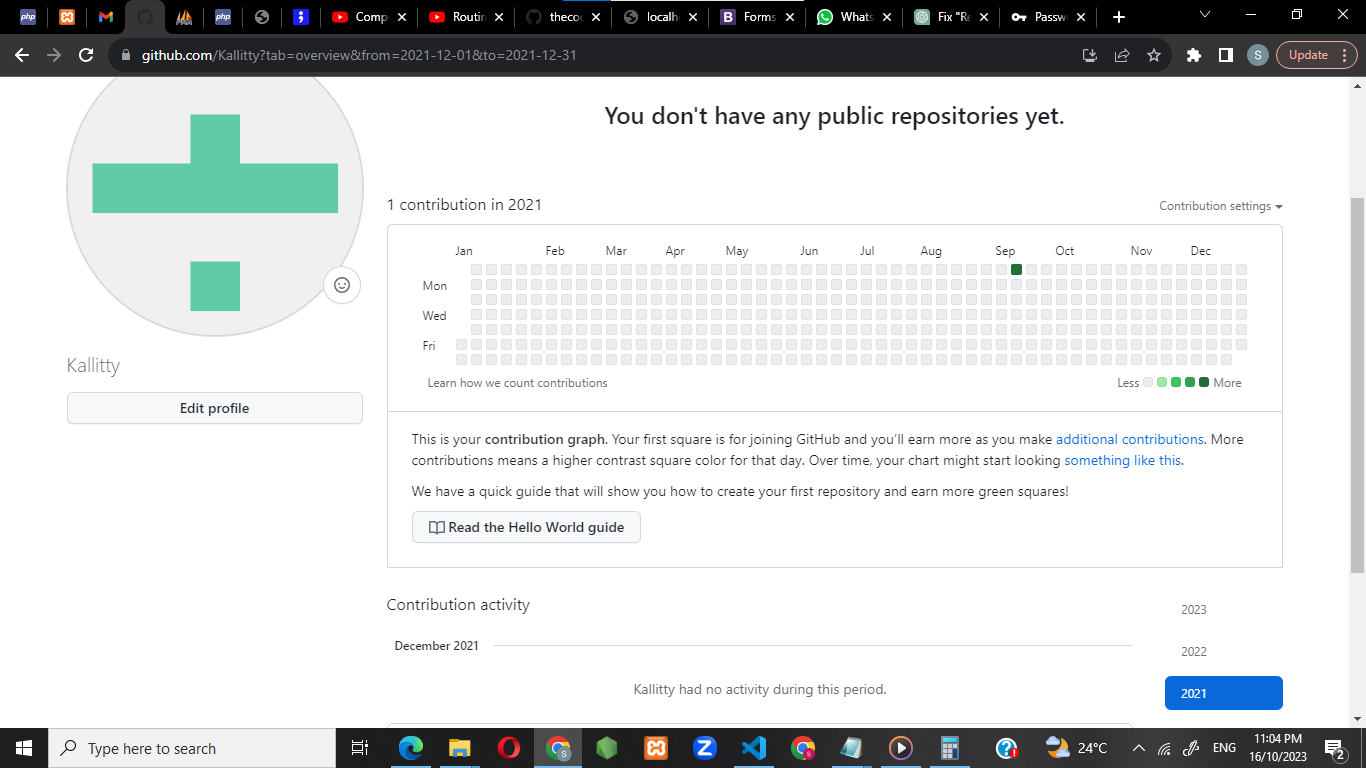 php
M
php
Comp
Routin
thecoc
localh
B Forms
Whats
Fix "Re
Passw
github.com/Kallitty?tab=overview&from=2021-12-01&to=2021-12-31
S
Update
You don't have any public repositories yet.
1 contribution in 2021
Contribution settings
Jan Feb Mar Apr May Jun Jul Aug Sep Oct Nov Dec
Mon
Wed
Fri
Learn how we count contributions
Less More
Kallitty
Edit profile
This is your contribution graph. Your first square is for joining GitHub and you'll earn more as you make additional contributions. More
contributions means a higher contrast square color for that day. Over time, your chart might start looking something like this.
We have a quick guide that will show you how to create your first repository and earn more green squares!
Read the Hello World guide
Contribution activity
2023
December 2021
2022
Kallitty had no activity during this period.
2021
Type here to search
24°C
ENG
11:04 PM
16/10/2023
2